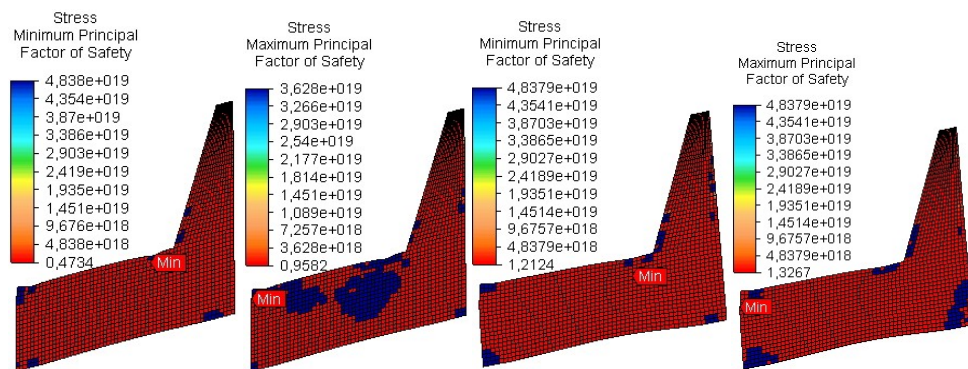 Stress
Minimum Principal
Factor of Safety
4,838e+019
4,354e+019
3,87e+019
3,386e+019
2,903e+019
2,419e+019
1,935e+019
1,451e+019
9,676e+018
4,838e+018
0,4734
Min
Stress
Maximum Principal
Factor of Safety
3,628e+019
3,266e+019
2,903e+019
2,54e+019
2,177e+019
1,814e+019
1,451e+019
1,089e+019
7,257e+018
3,628e+018
0,9582
Min
Stress
Minimum Principal
Factor of Safety
4,8379e+019
4,3541e+019
3,8703e+019
3,3865e+019
2,9027e+019
2,4189e+019
1,9351e+019
1,4514e+019
9,6757e+018
4,8379e+018
1,2124
Min
Stress
Maximum Principal
Factor of Safety
4,8379e+019
4,3541e+019
3,8703e+019
3,3865e+019
2,9027e+019
2,4189e+019
1,9351e+019
1,4514e+019
9,6757e+018
4,8379e+018
1,3267
Min